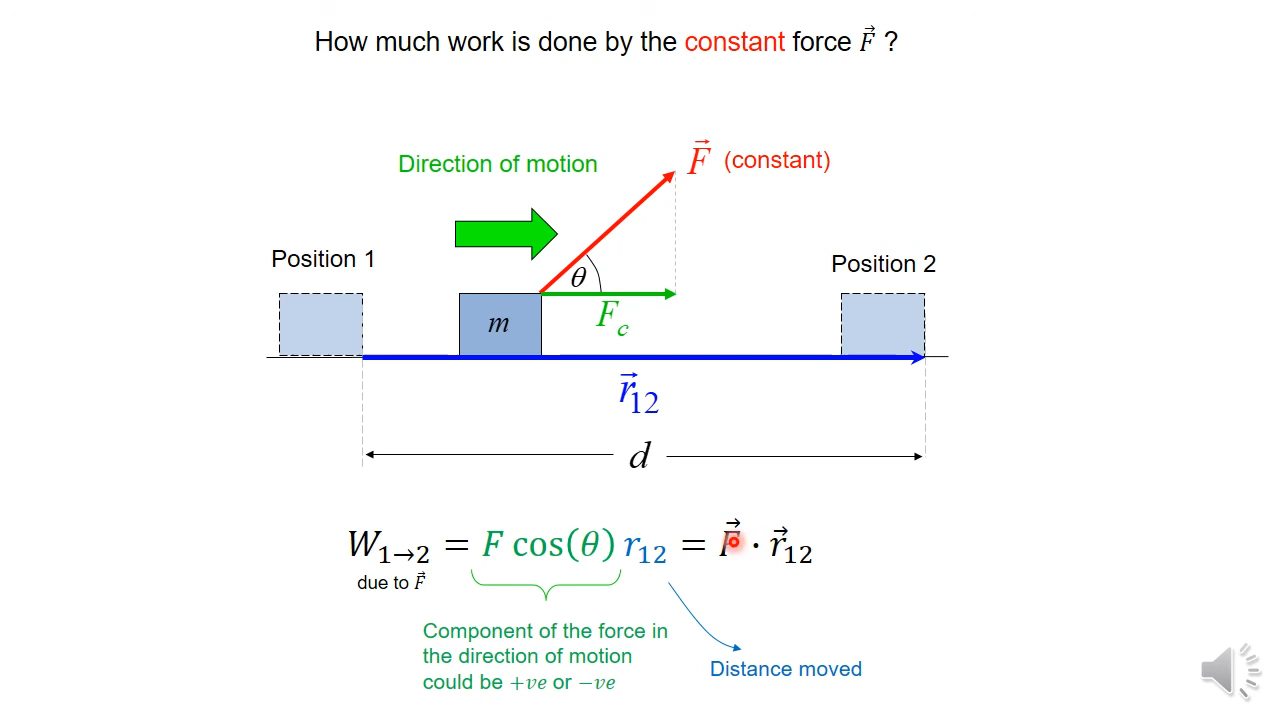 How much work is done by the constant force F⃗ ?
Direction of motion
F⃗ (constant)
Position 1
Position 2
θ
m
F_c
r⃗₁₂
d
W₁→₂ = F cos(θ) r₁₂ = F⃗ · r⃗₁₂
due to F⃗
Component of the force in
the direction of motion
could be +ve or −ve
Distance moved